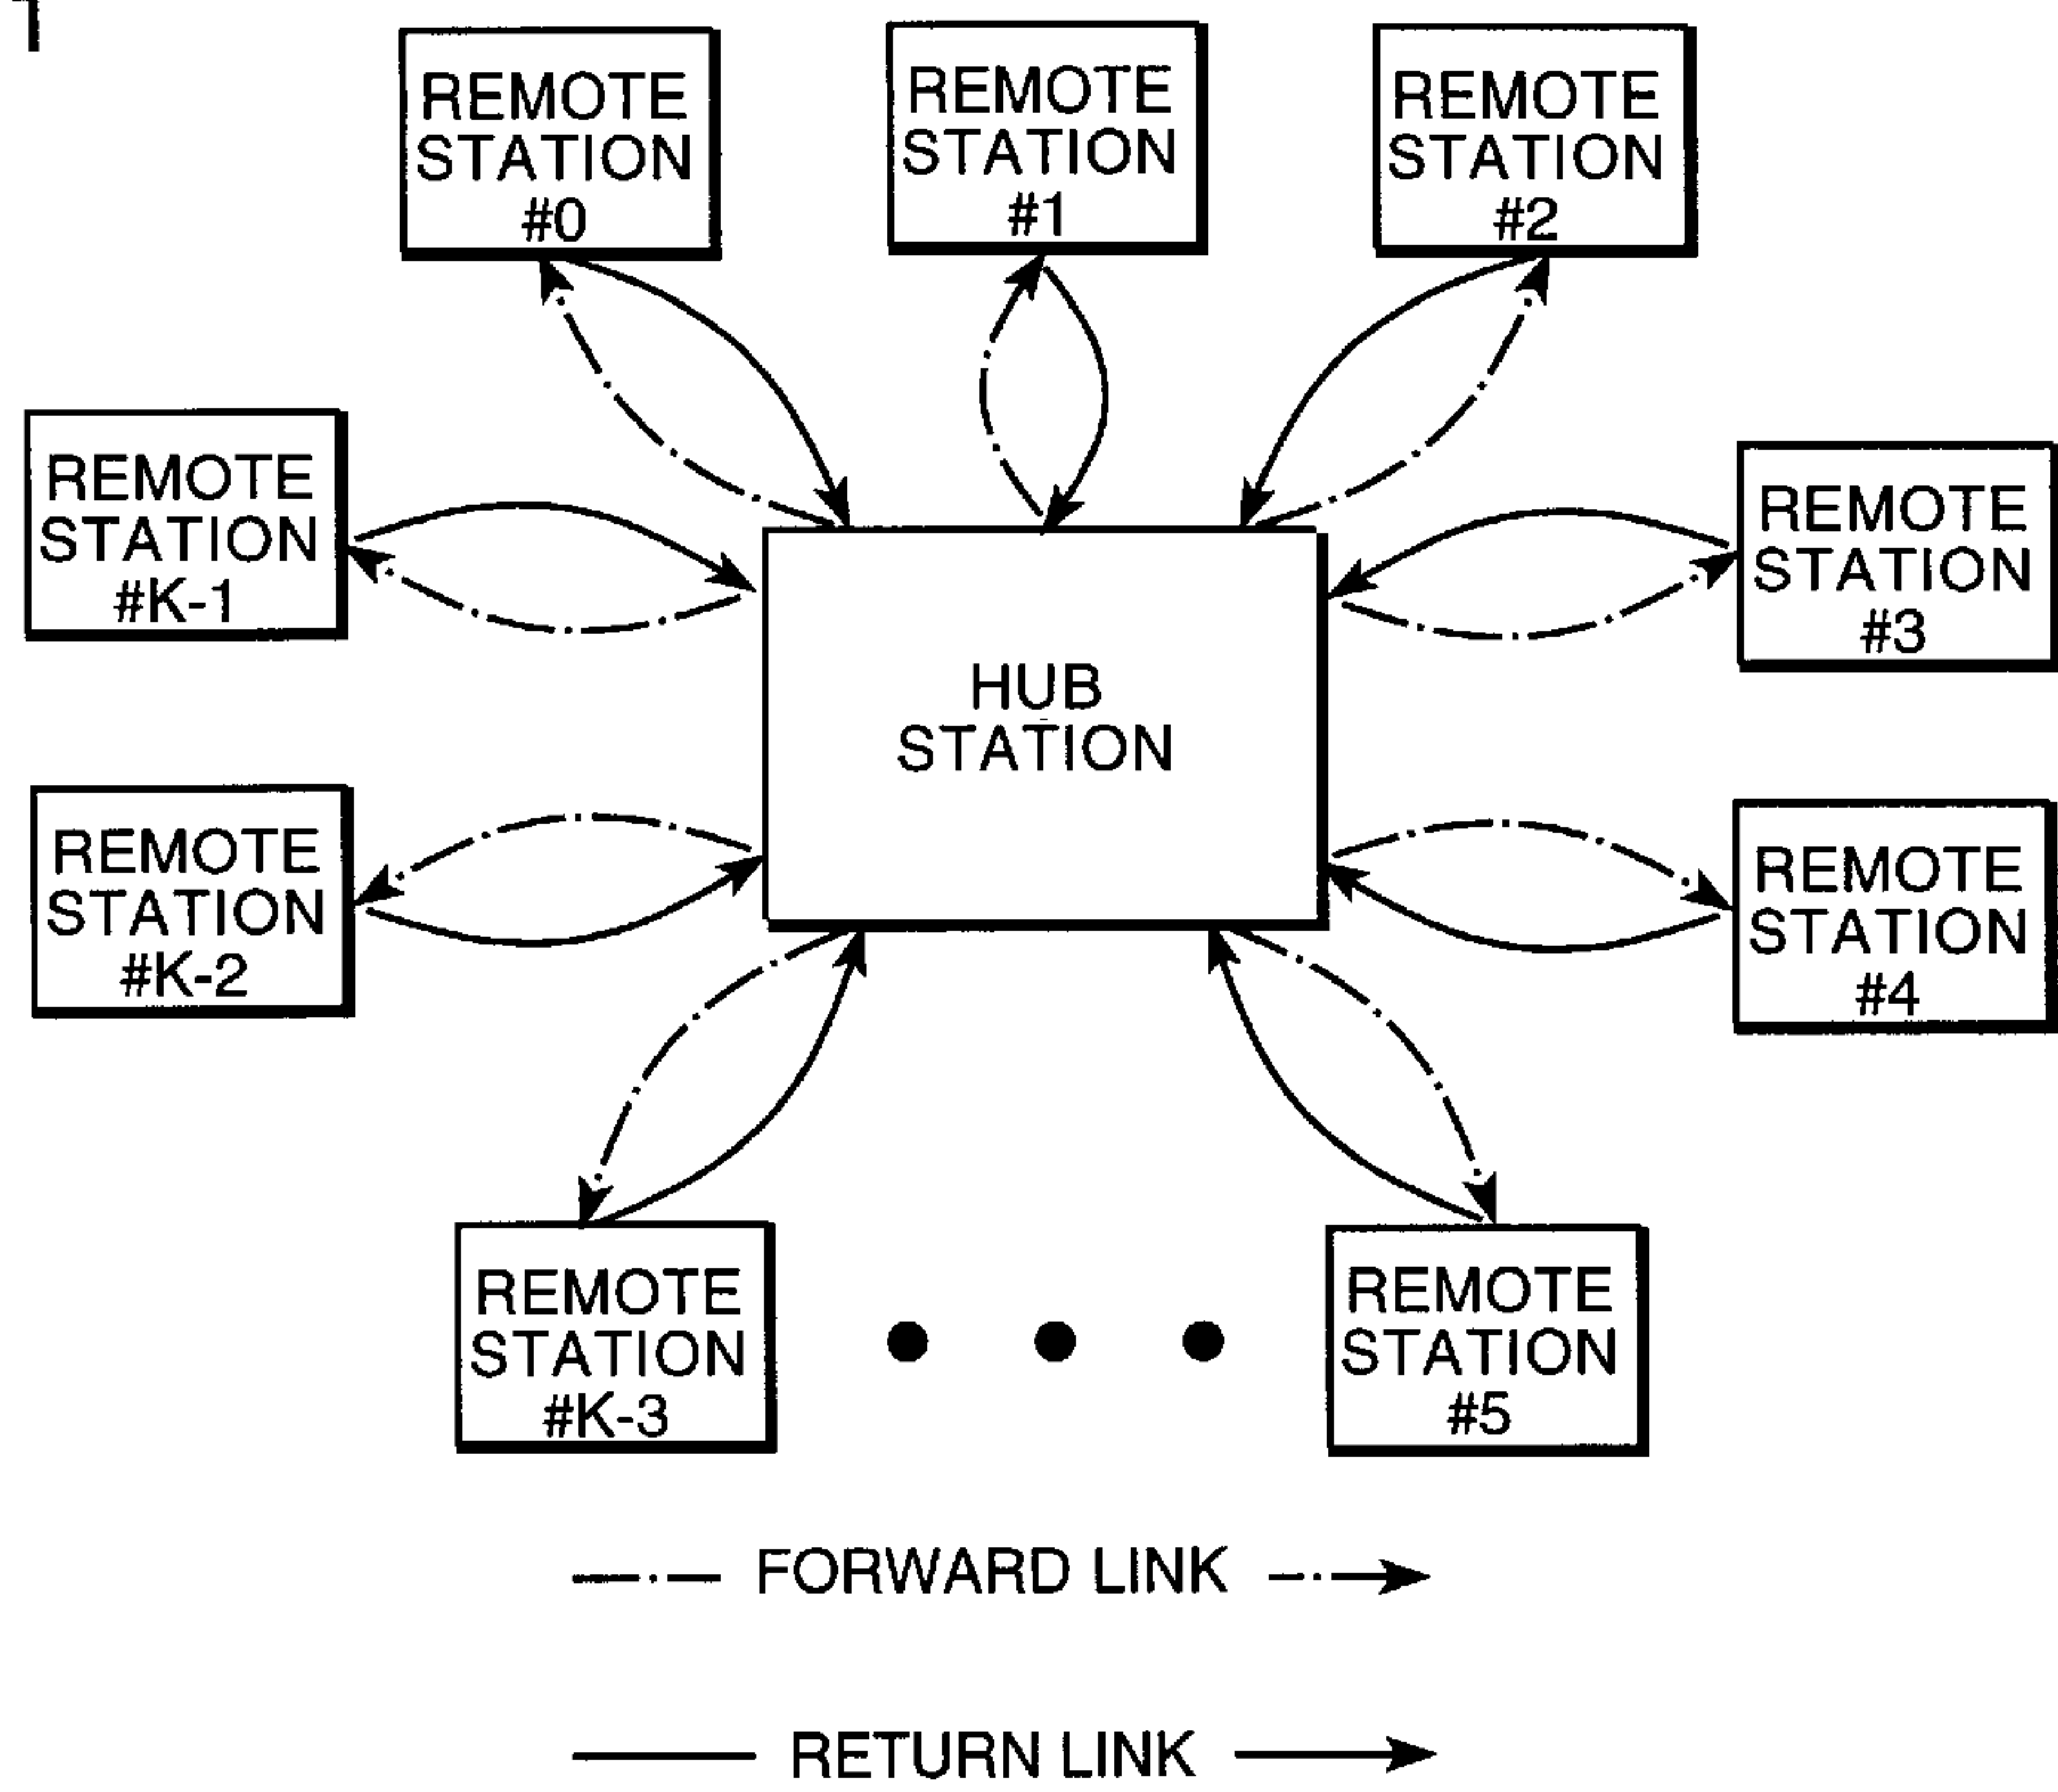 REMOTE
STATION
#0
REMOTE
STATION
#1
REMOTE
STATION
#2
REMOTE
STATION
#K-1
REMOTE
STATION
#3
HUB
STATION
REMOTE
STATION
#K-2
REMOTE
STATION
#4
REMOTE
STATION
#K-3
REMOTE
STATION
#5
FORWARD LINK
RETURN LINK